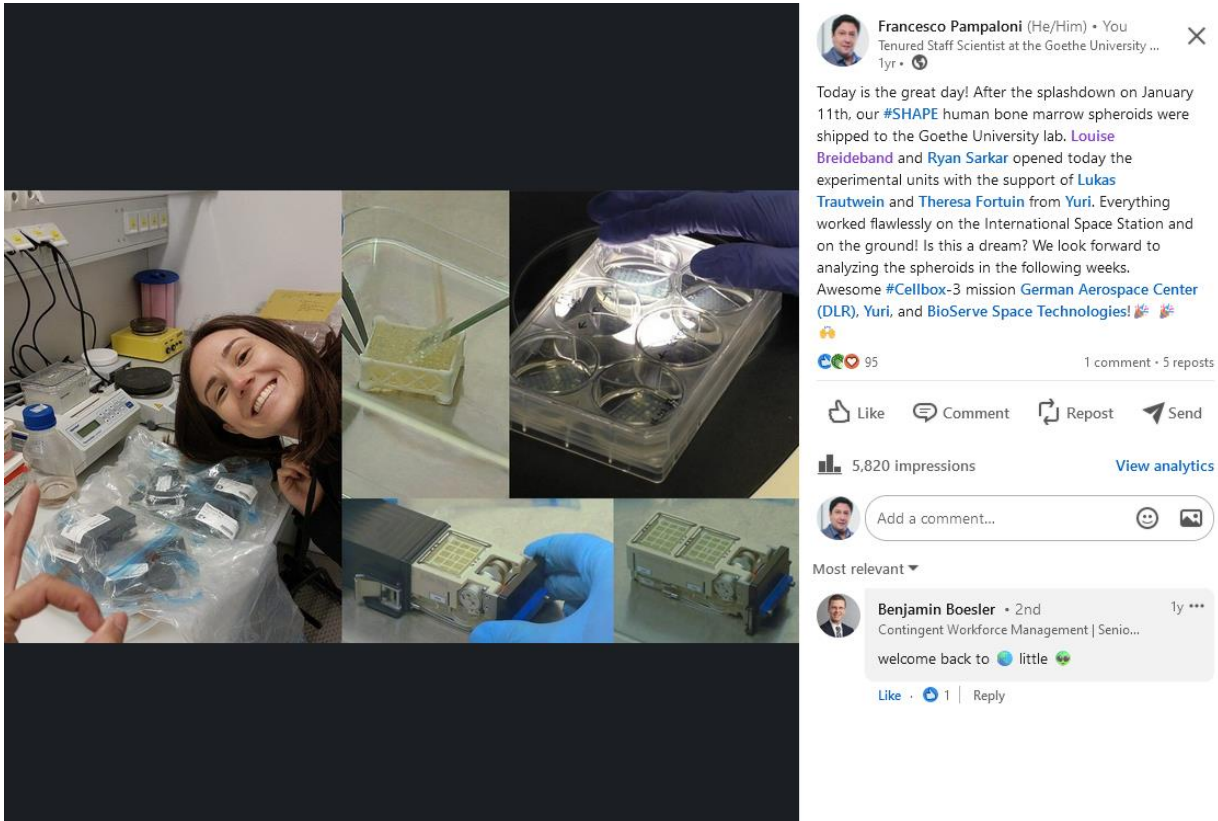 Francesco Pampaloni (He/Him) • You
Tenured Staff Scientist at the Goethe University ...
1yr •
Today is the great day! After the splashdown on January
11th, our #SHAPE human bone marrow spheroids were
shipped to the Goethe University lab. Louise
Breideband and Ryan Sarkar opened today the
experimental units with the support of Lukas
Trautwein and Theresa Fortuin from Yuri. Everything
worked flawlessly on the International Space Station and
on the ground! Is this a dream? We look forward to
analyzing the spheroids in the following weeks.
Awesome #Cellbox-3 mission German Aerospace Center
(DLR), Yuri, and BioServe Space Technologies! 🎉 🎉
🙌
95 1 comment • 5 reposts
Like Comment Repost Send
5,820 impressions View analytics
Add a comment...
Most relevant
Benjamin Boesler • 2nd 1y •••
Contingent Workforce Management | Senio...
welcome back to 🌍 little 👽
Like · 1 | Reply